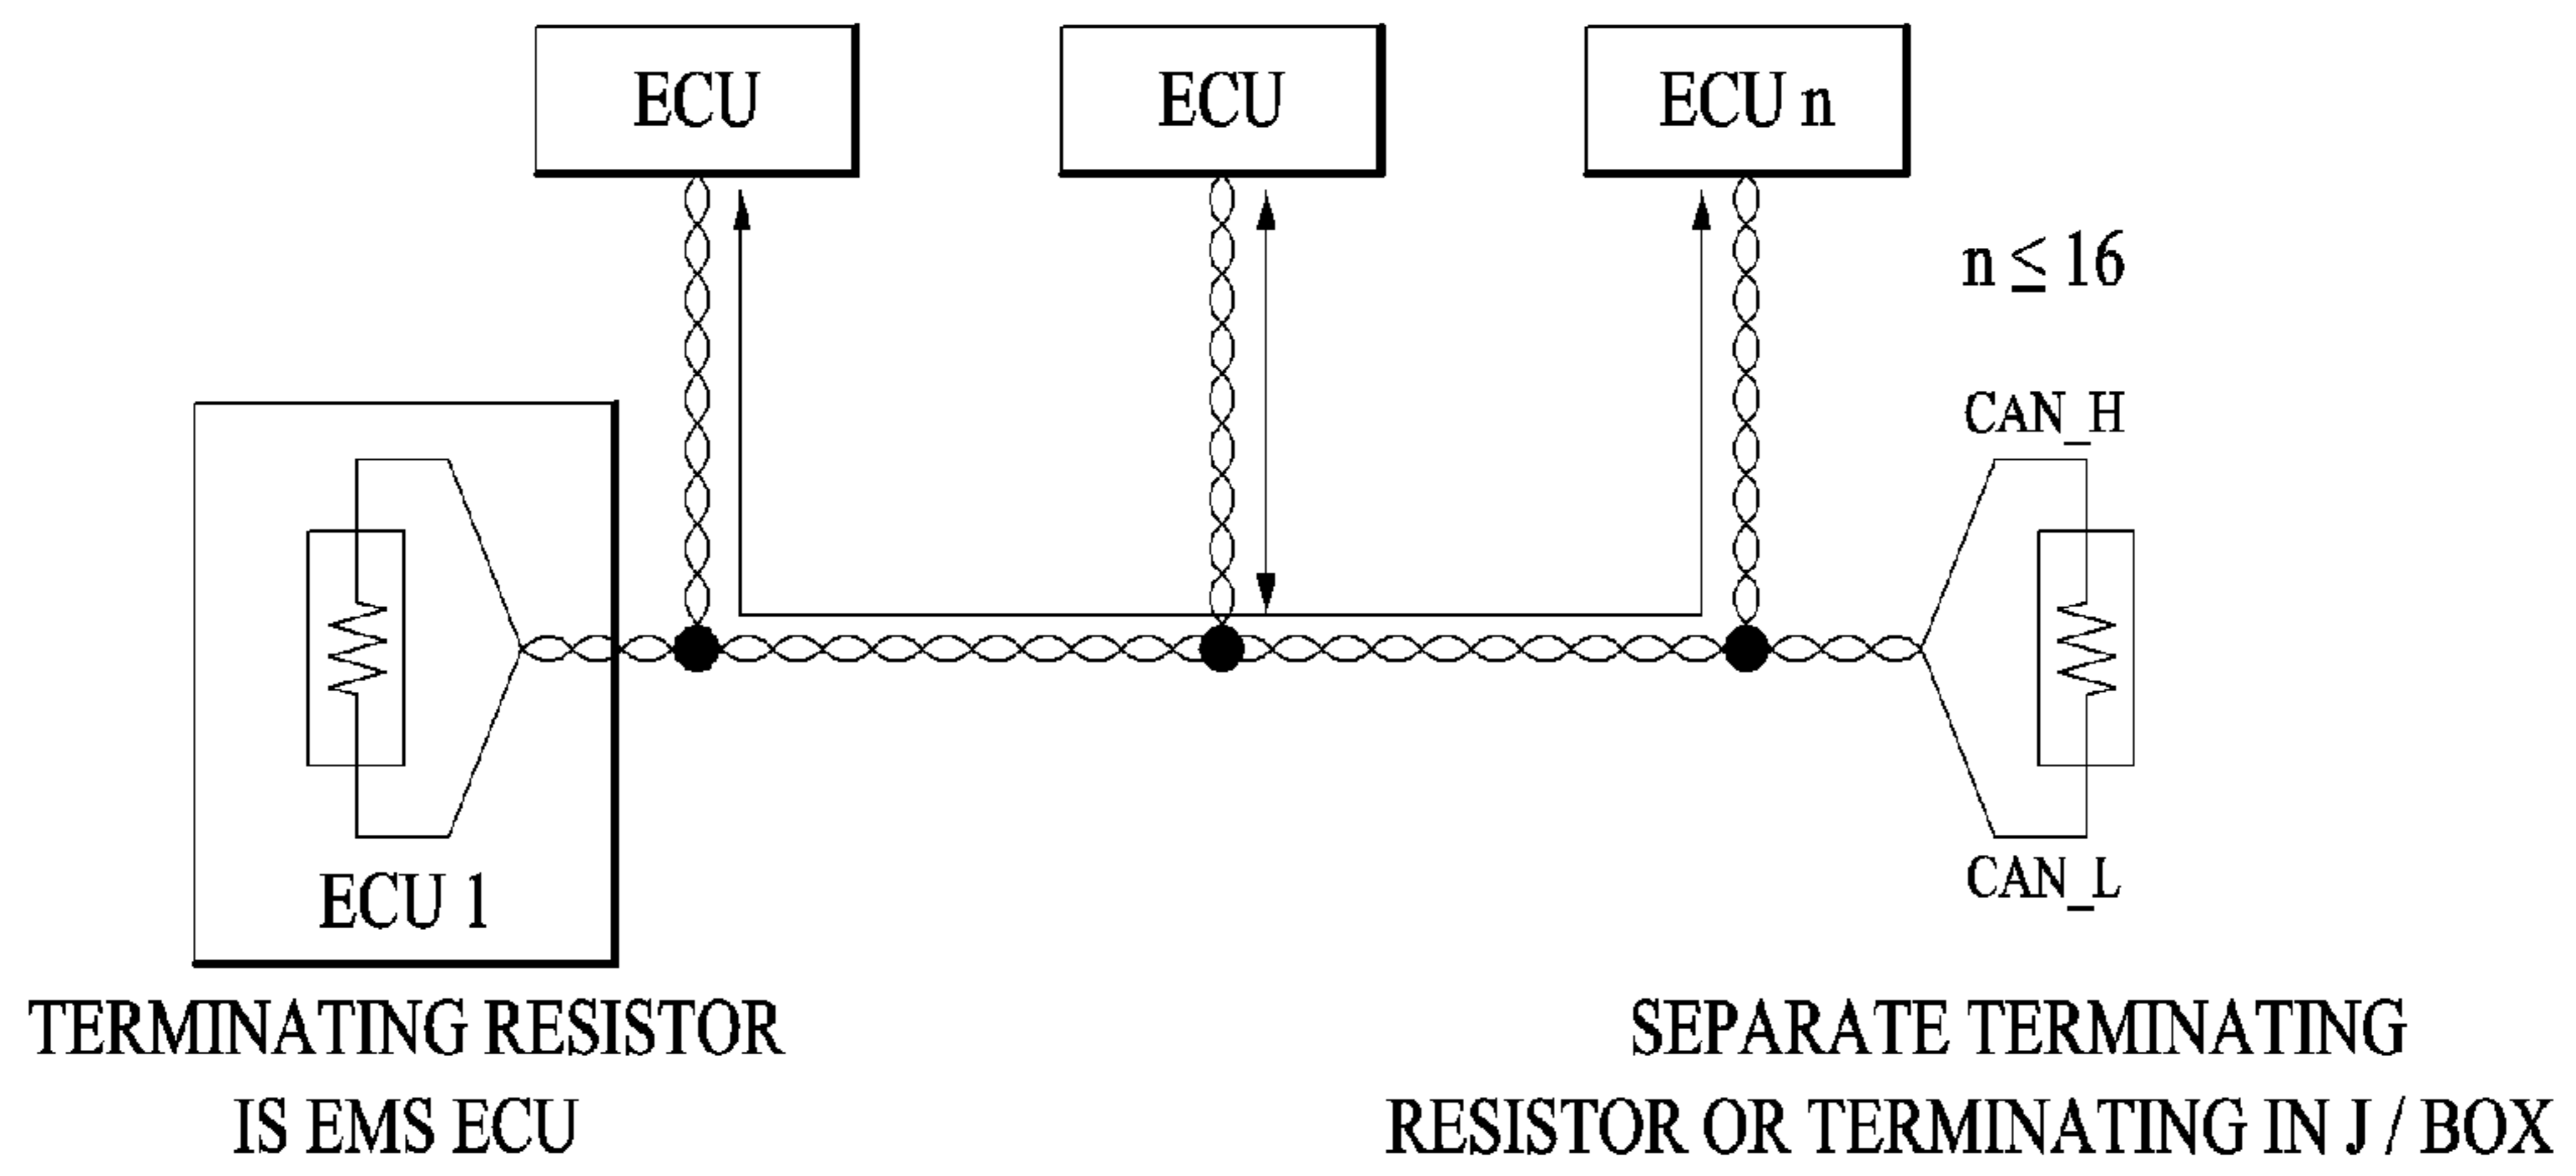 ECU
ECU
ECU n
n ≤ 16
CAN_H
CAN_L
ECU 1
TERMINATING RESISTOR
IS EMS ECU
SEPARATE TERMINATING
RESISTOR OR TERMINATING IN J / BOX